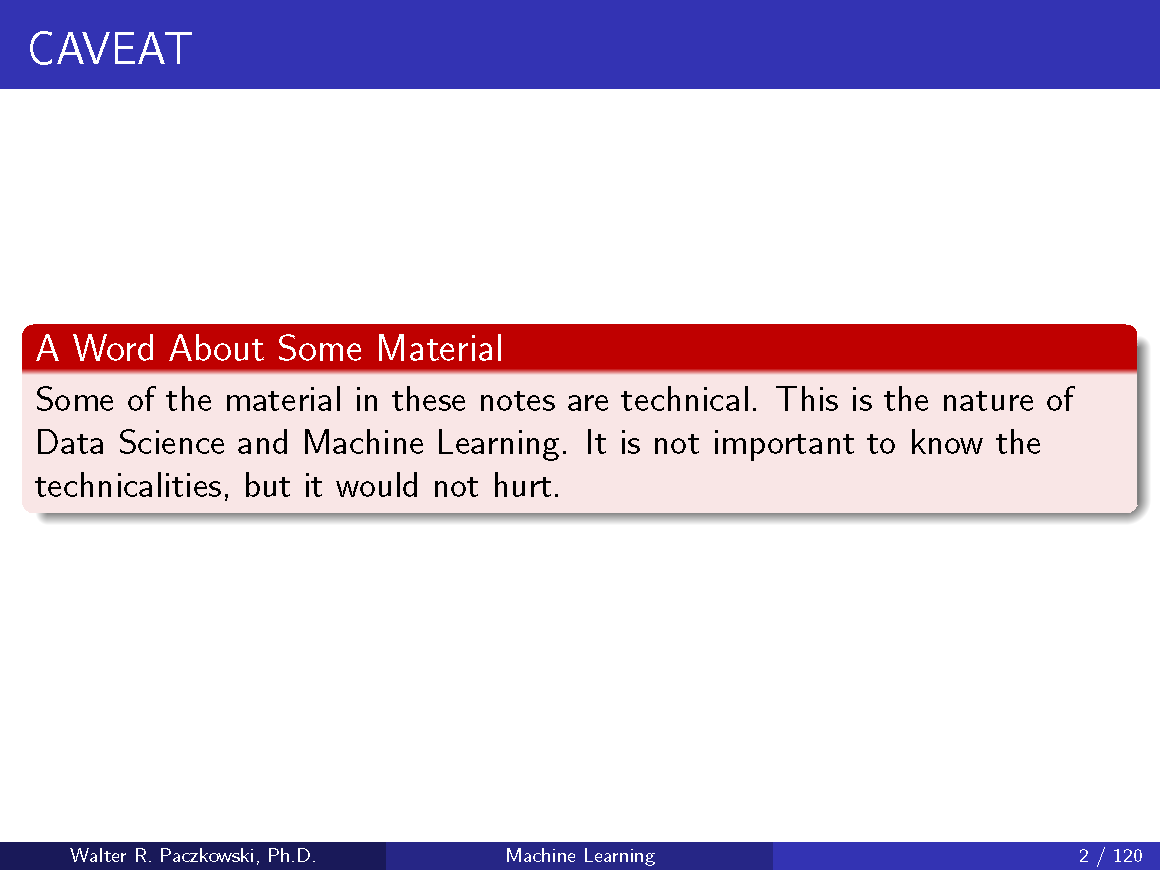 CAVEAT
A Word About Some Material
Some of the material in these notes are technical. This is the nature of
Data Science and Machine Learning. It is not important to know the
technicalities, but it would not hurt.
Walter R. Paczkowski, Ph.D.
Machine Learning
2 / 120